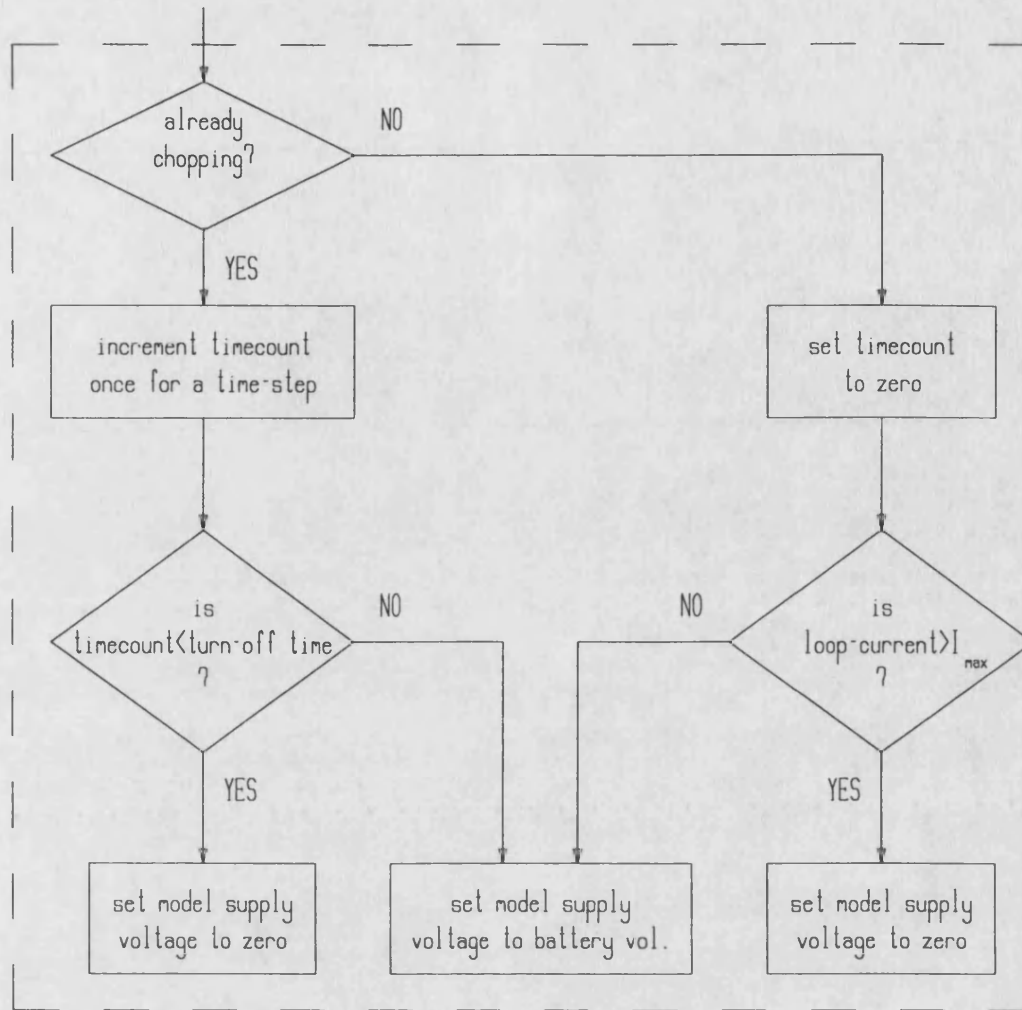 already
chopping?
NO
YES
increment timecount
once for a time-step
set timecount
to zero
is
timecount<turn-off time
?
NO
YES
NO
is
loop-current>I max
?
YES
set model supply
voltage to zero
set model supply
voltage to battery vol.
set model supply
voltage to zero